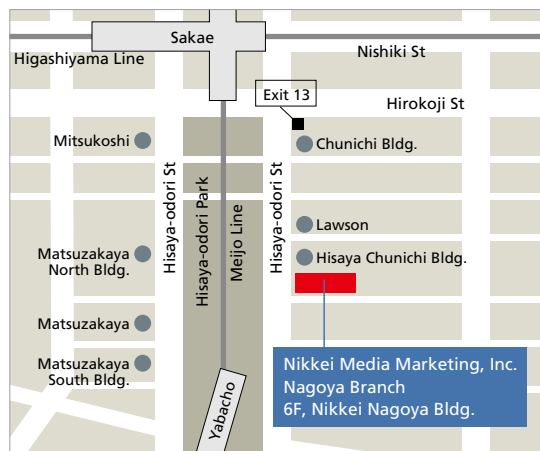 Sakae
Higashiyama Line
Nishiki St
Exit 13
Hirokoji St
Mitsukoshi
Chunichi Bldg.
Hisaya-odori St
Hisaya-odori Park
Meijo Line
Hisaya-odori St
Lawson
Matsuzakaya
North Bldg.
Hisaya Chunichi Bldg.
Matsuzakaya
Matsuzakaya
South Bldg.
Nikkei Media Marketing, Inc.
Nagoya Branch
6F, Nikkei Nagoya Bldg.
Yabacho